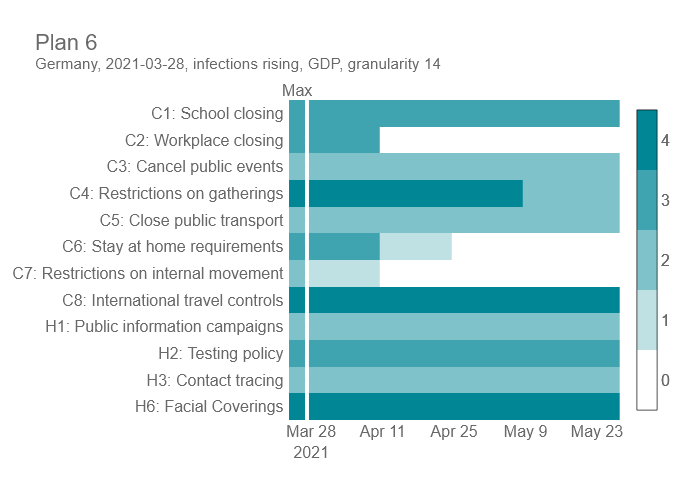 Plan 6
Germany, 2021-03-28, infections rising, GDP, granularity 14
Max
C1: School closing
C2: Workplace closing
C3: Cancel public events
C4: Restrictions on gatherings
C5: Close public transport
C6: Stay at home requirements
C7: Restrictions on internal movement
C8: International travel controls
H1: Public information campaigns
H2: Testing policy
H3: Contact tracing
H6: Facial Coverings
Mar 28 Apr 11 Apr 25 May 9 May 23
2021
4
3
2
1
0